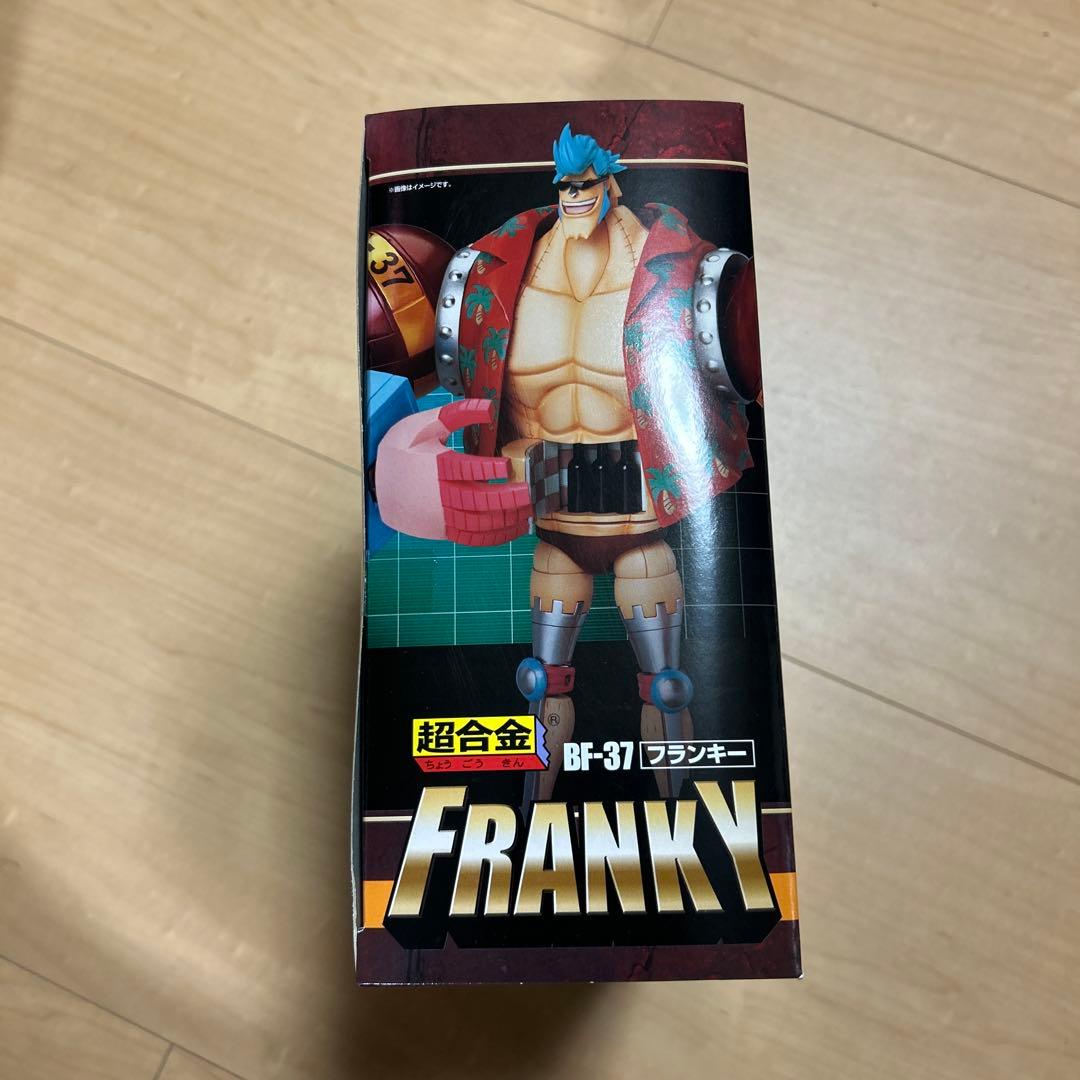 ※画像はイメージです。
-37
超合金®
ちょうごうきん
BF-37 フランキー
FRANKY